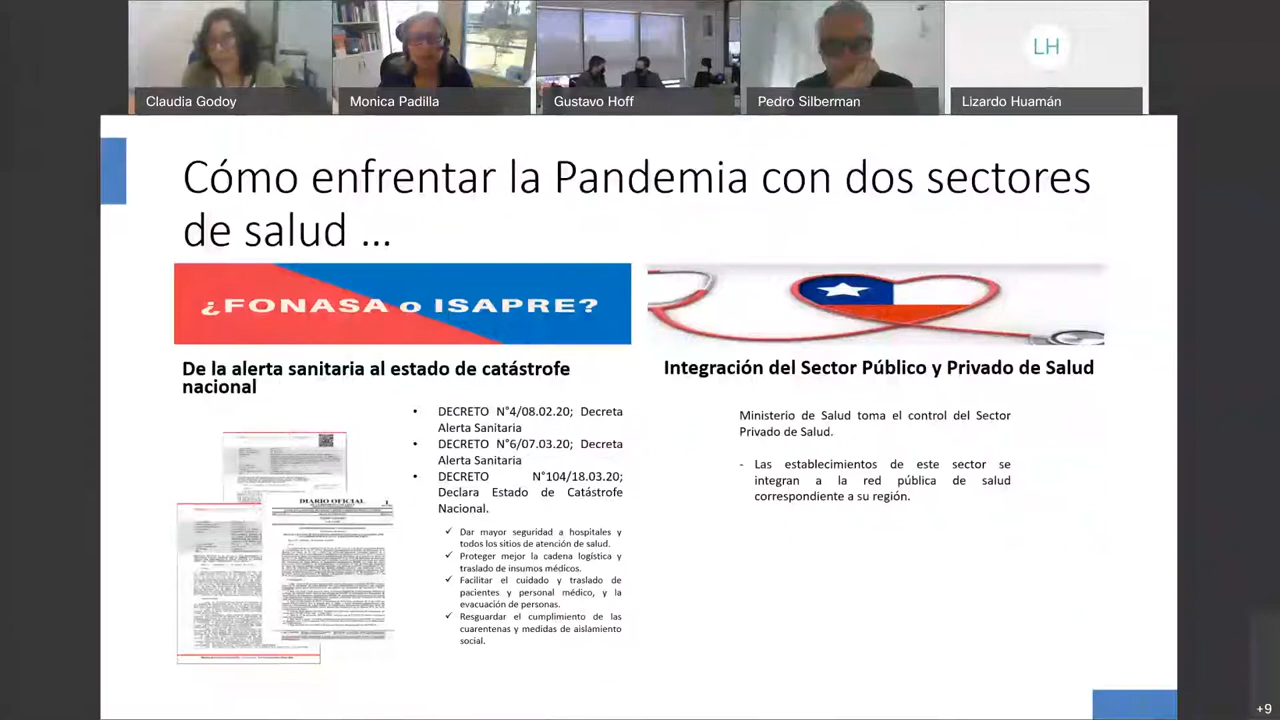 Claudia Godoy
Monica Padilla
Gustavo Hoff
Pedro Silberman
LH
Lizardo Huamán
Cómo enfrentar la Pandemia con dos sectores
de salud ...
¿FONASA o ISAPRE?
De la alerta sanitaria al estado de catástrofe
nacional
• DECRETO N°4/08.02.20; Decreta
Alerta Sanitaria
• DECRETO N°6/07.03.20; Decreta
Alerta Sanitaria
• DECRETO N°104/18.03.20;
Declara Estado de Catástrofe
Nacional.
✓ Dar mayor seguridad a hospitales y
todos los sitios de atención de salud.
✓ Proteger mejor la cadena logística y
traslado de insumos médicos.
✓ Facilitar el cuidado y traslado de
pacientes y personal médico, y la
evacuación de personas.
✓ Resguardar el cumplimiento de las
cuarentenas y medidas de aislamiento
social.
DIARIO OFICIAL
Integración del Sector Público y Privado de Salud
Ministerio de Salud toma el control del Sector
Privado de Salud.
- Las establecimientos de este sector se
integran a la red pública de salud
correspondiente a su región.
+9